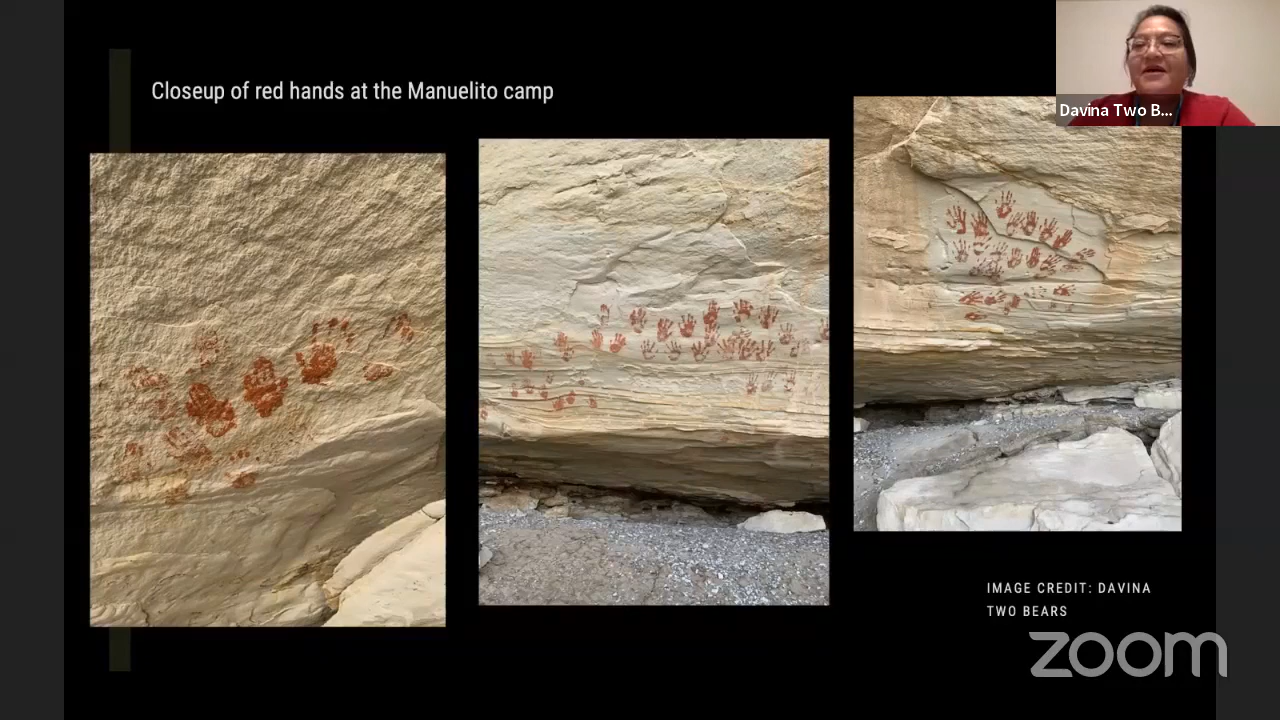 Closeup of red hands at the Manuelito camp
Davina Two B...
IMAGE CREDIT: DAVINA
TWO BEARS
zoom